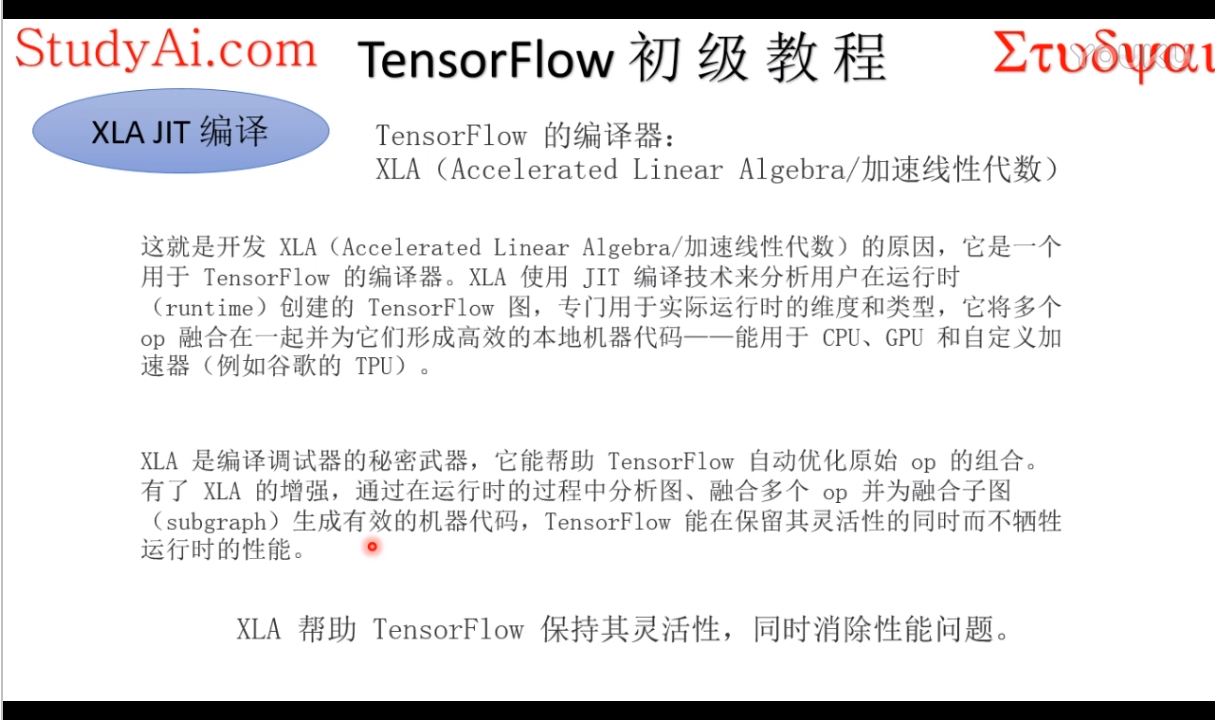 StudyAi.com
TensorFlow 初 级 教 程
Στυδψαι
XLA JIT 编译
TensorFlow 的编译器:
XLA（Accelerated Linear Algebra/加速线性代数）
这就是开发 XLA（Accelerated Linear Algebra/加速线性代数）的原因，它是一个
用于 TensorFlow 的编译器。XLA 使用 JIT 编译技术来分析用户在运行时
（runtime）创建的 TensorFlow 图，专门用于实际运行时的维度和类型，它将多个
op 融合在一起并为它们形成高效的本地机器代码——能用于 CPU、GPU 和自定义加
速器（例如谷歌的 TPU）。
XLA 是编译调试器的秘密武器，它能帮助 TensorFlow 自动优化原始 op 的组合。
有了 XLA 的增强，通过在运行时的过程中分析图、融合多个 op 并为融合子图
（subgraph）生成有效的机器代码，TensorFlow 能在保留其灵活性的同时而不牺牲
运行时的性能。
XLA 帮助 TensorFlow 保持其灵活性，同时消除性能问题。